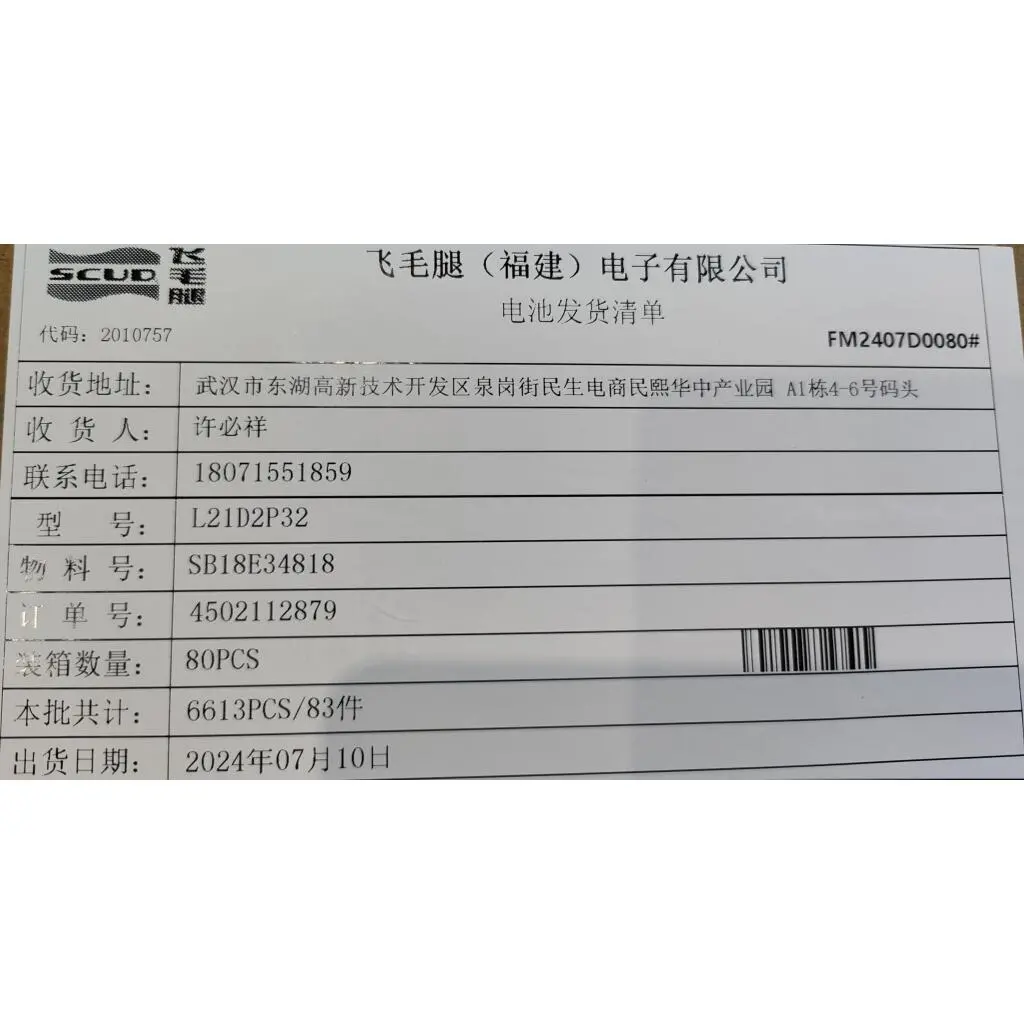 SCUD 飞毛腿
飞毛腿（福建）电子有限公司
电池发货清单
代码：2010757
FM2407D0080#
收货地址： 武汉市东湖高新技术开发区泉岗街民生电商民熙华中产业园 A1栋4-6号码头
收货人： 许必祥
联系电话： 18071551859
型号： L21D2P32
物料号： SB18E34818
订单号： 4502112879
装箱数量： 80PCS
本批共计： 6613PCS/83件
出货日期： 2024年07月10日